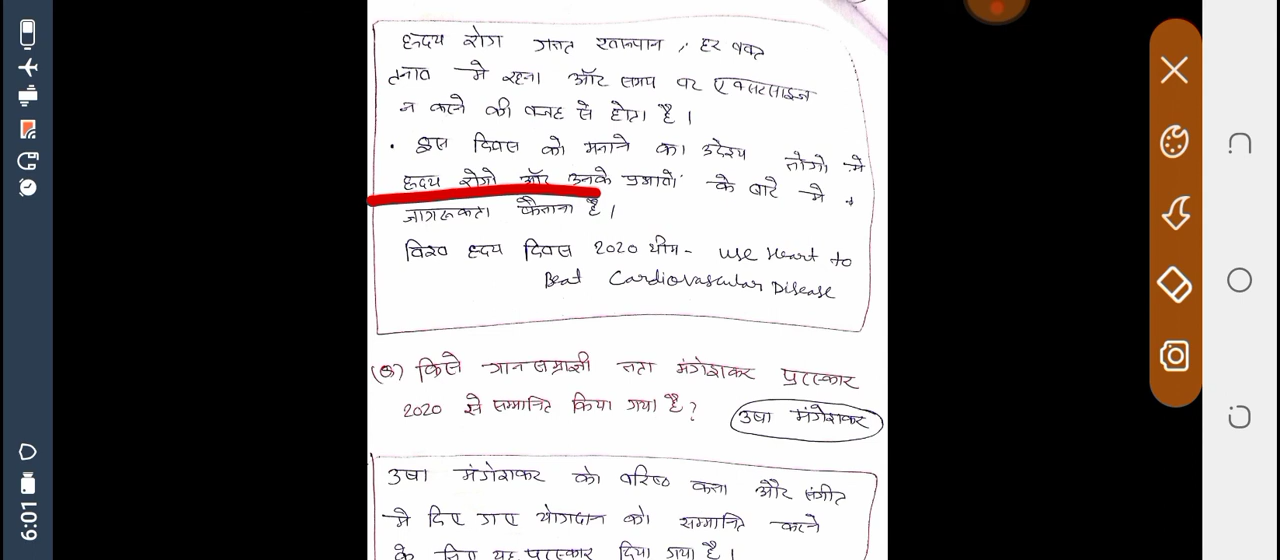 हृदय रोग गलत खानपान, हर वक्त
तनाव मे रहना और समय पर एक्सरसाइज
न करने की वजह से होता है।
. इस दिवस को मनाने का उद्देश्य लोगो मे
हृदय रोगो और उनके प्रभावो के बारे मे
जागरूकता फैलाना है।
विश्व हृदय दिवस 2020 थीम - Use Heart to
Beat Cardiovascular Disease
किसे गानसम्राज्ञी लता मंगेशकर पुरस्कार
2020 से सम्मानित किया गया है?
उषा मंगेशकर
उषा मंगेशकर को वरिष्ठ कला और संगीत
मे दिए गए योगदान को सम्मानित करने
के लिए यह पुरस्कार दिया गया है।
6:01